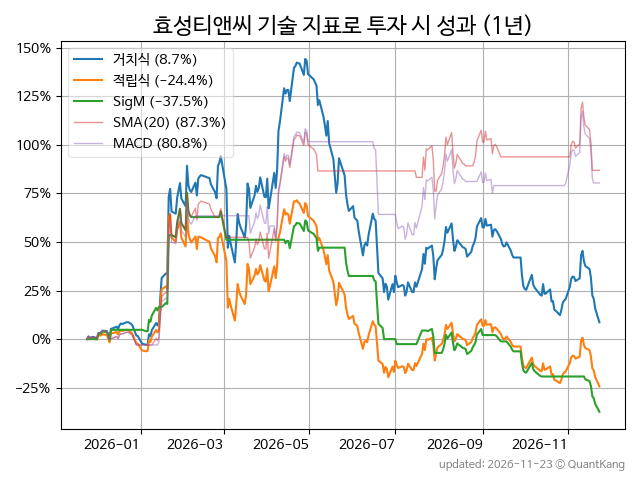 효성티앤씨 기술 지표로 투자 시 성과 (1년)
150%
125%
100%
75%
50%
25%
0%
−25%
거치식 (8.7%)
적립식 (−24.4%)
SigM (−37.5%)
SMA(20) (87.3%)
MACD (80.8%)
2026-01
2026-03
2026-05
2026-07
2026-09
2026-11
updated: 2026-11-23 © QuantKang